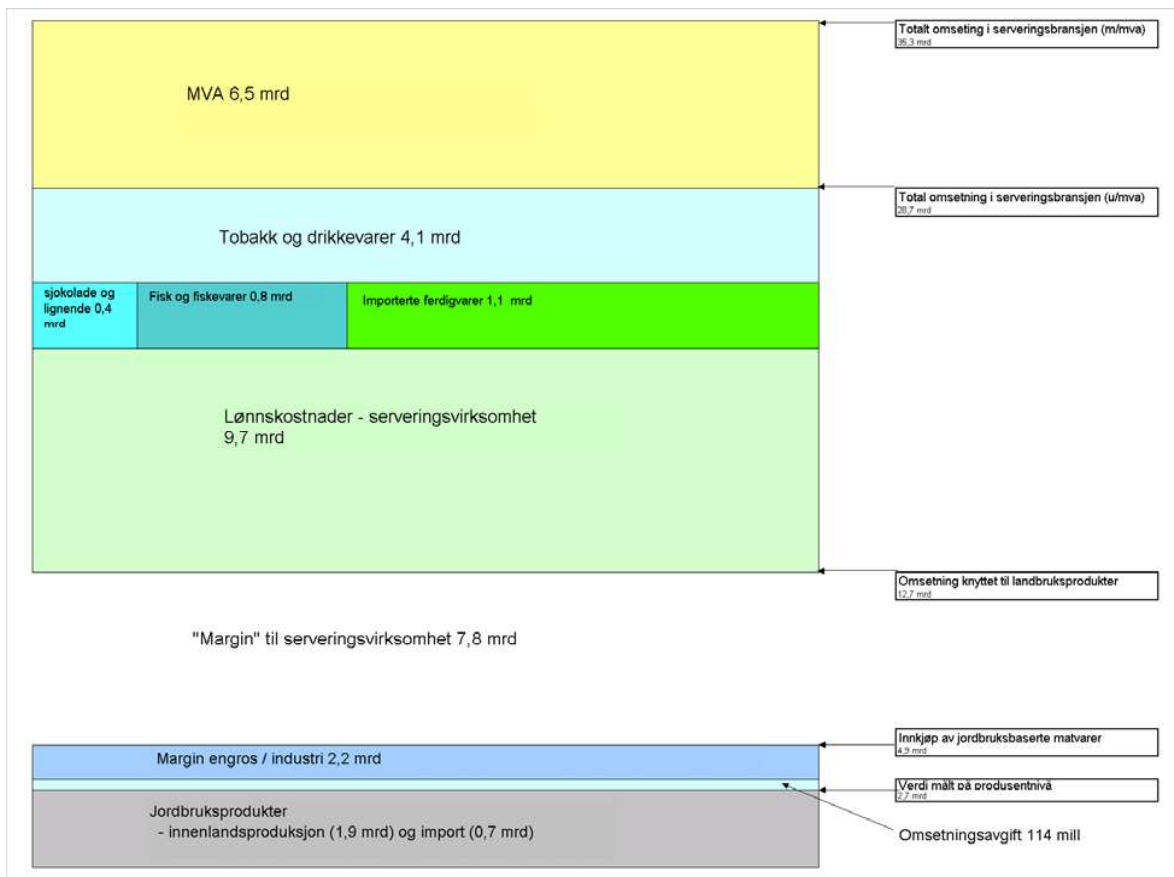 Totalt omseting i serveringsbransjen (m/mva)
35,3 mrd
MVA 6,5 mrd
Total omsetning i serveringsbransjen (u/mva)
28,7 mrd
Tobakk og drikkevarer 4,1 mrd
sjokolade og
lignende 0,4
mrd
Fisk og fiskevarer 0,8 mrd
Importerte ferdigvarer 1,1 mrd
Lønnskostnader - serveringsvirksomhet
9,7 mrd
Omsetning knyttet til landbruksprodukter
12,7 mrd
"Margin" til serveringsvirksomhet 7,8 mrd
Innkjøp av jordbruksbaserte matvarer
4,9 mrd
Margin engros / industri 2,2 mrd
Verdi målt på produsentnivå
2,7 mrd
Jordbruksprodukter
- innenlandsproduksjon (1,9 mrd) og import (0,7 mrd)
Omsetningsavgift 114 mill